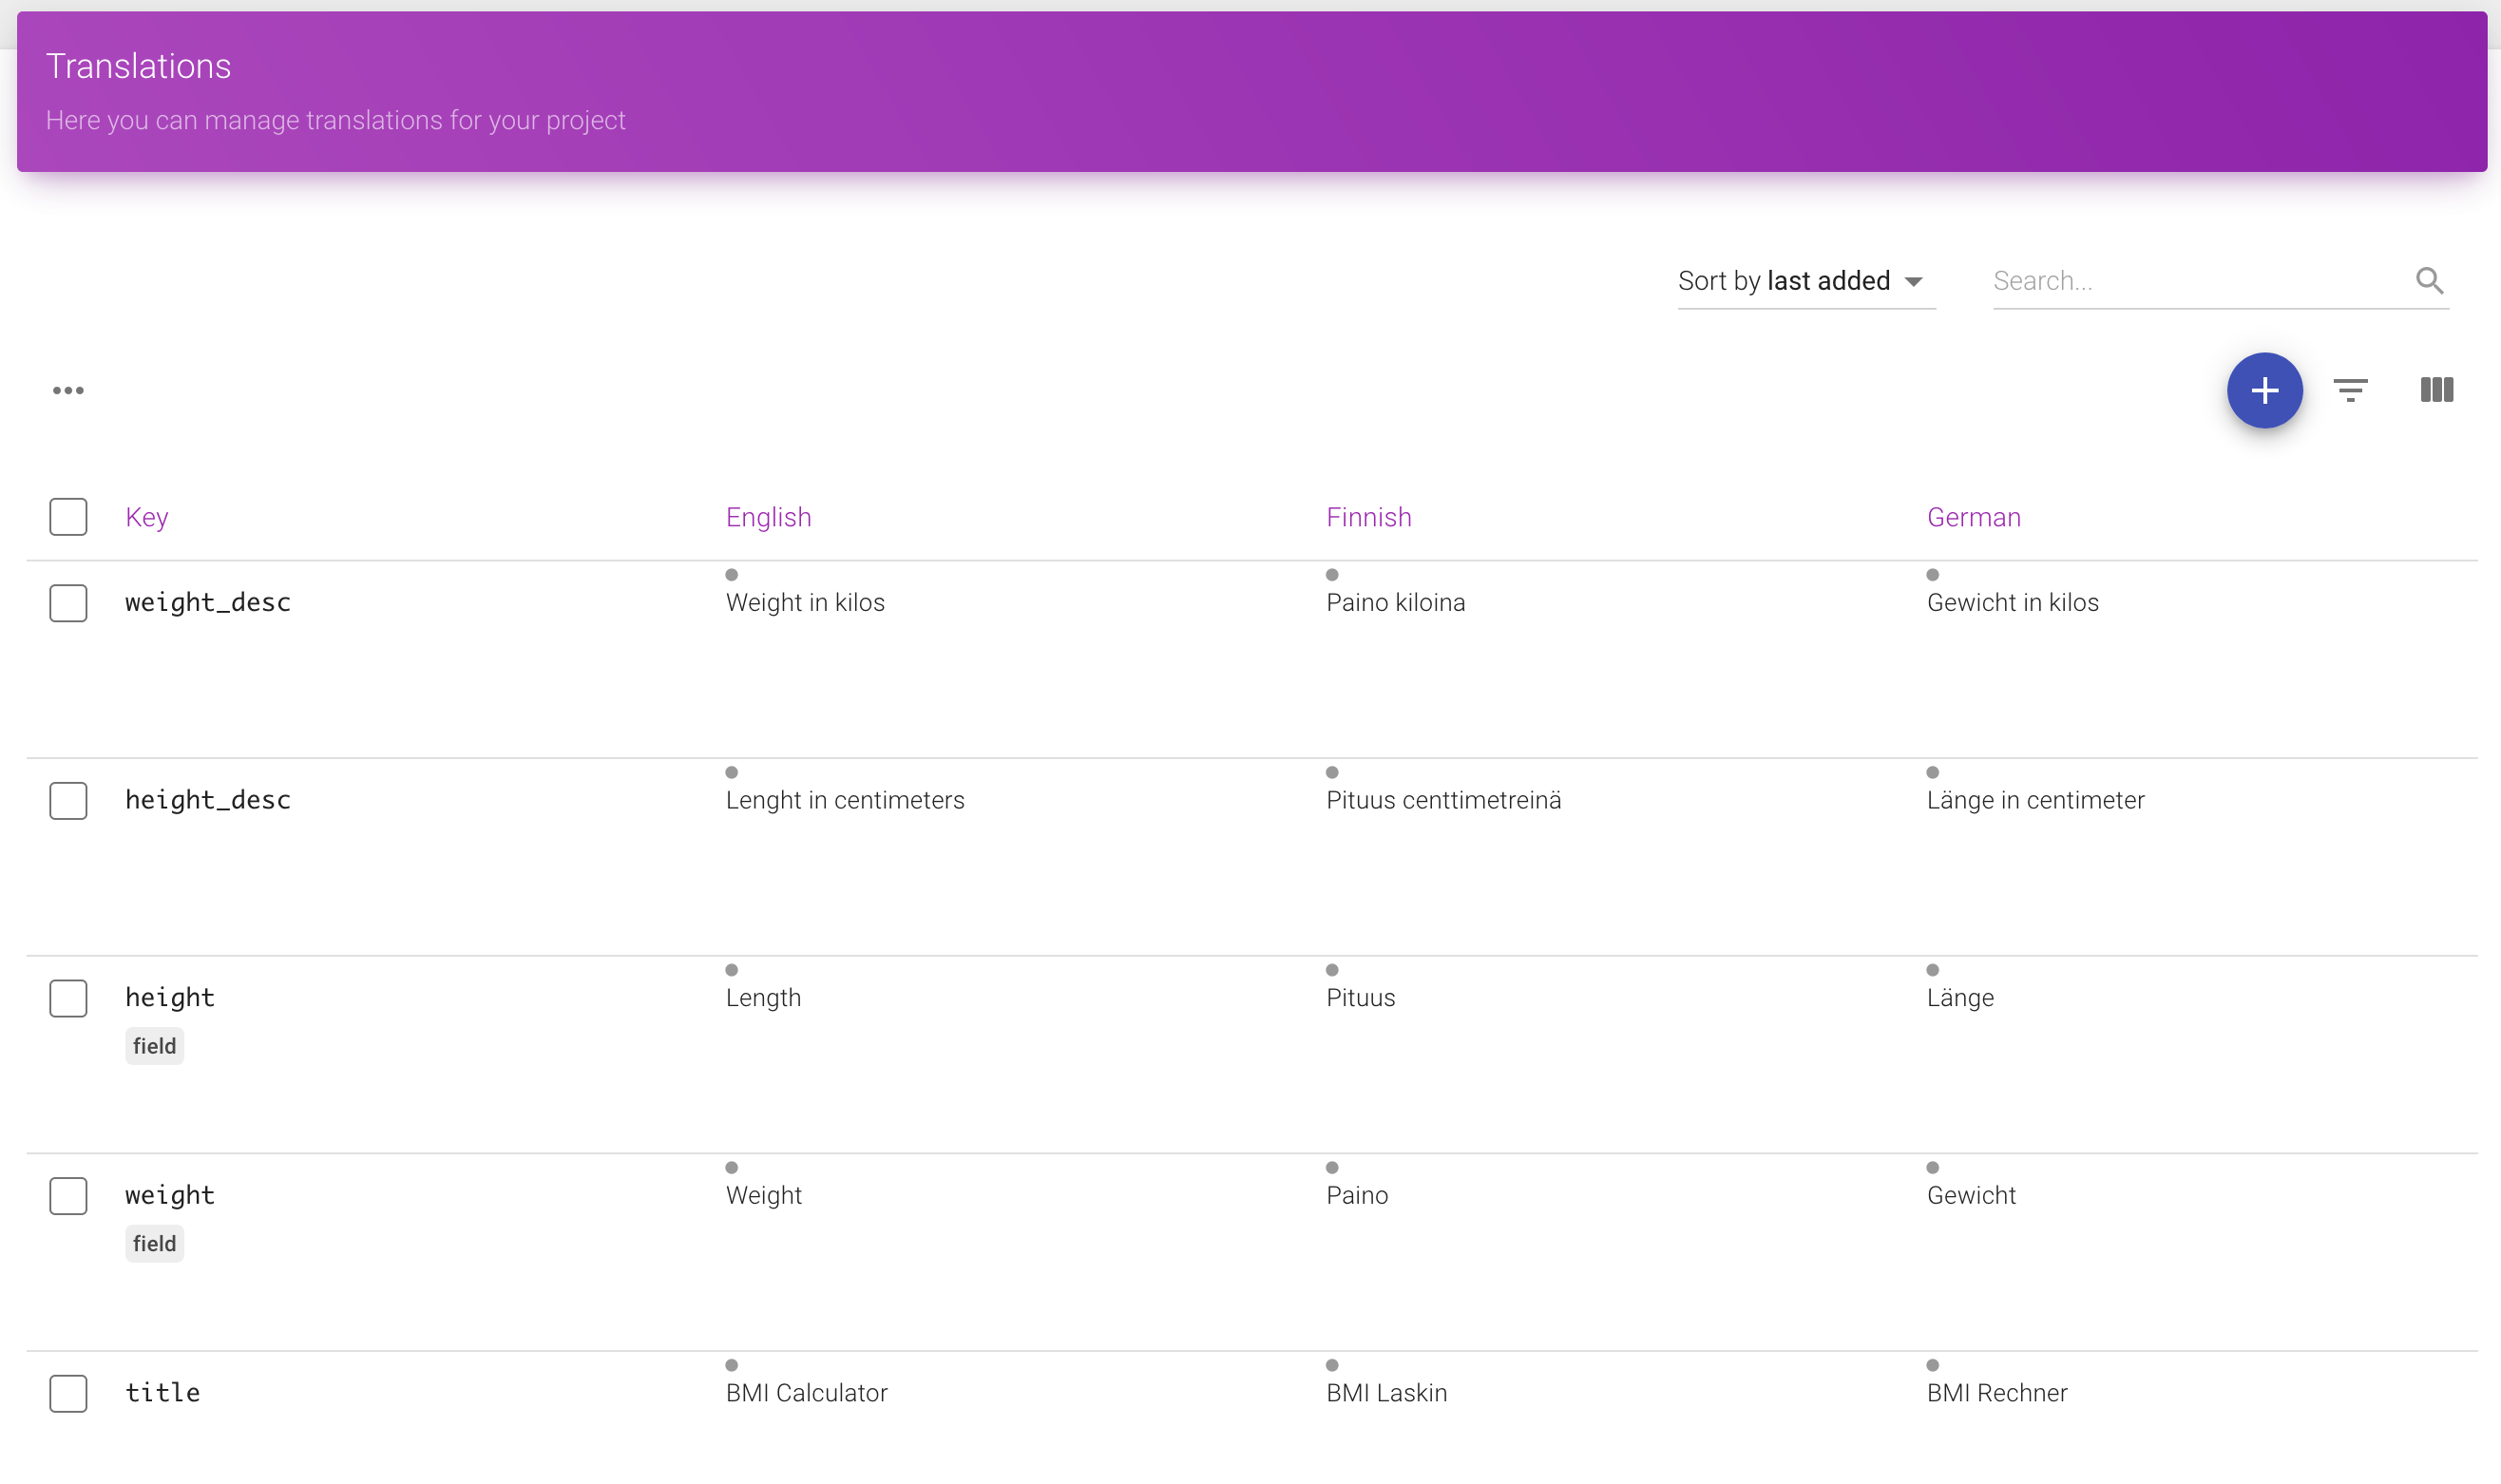 Translations
Here you can manage translations for your project
Sort by last added
Search...
Key English Finnish German
weight_desc Weight in kilos Paino kiloina Gewicht in kilos
height_desc Lenght in centimeters Pituus centtimetreinä Länge in centimeter
height Length Pituus Länge
field
weight Weight Paino Gewicht
field
title BMI Calculator BMI Laskin BMI Rechner